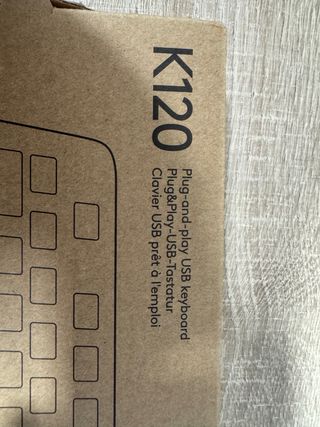 K120
Plug-and-play USB keyboard
Plug&Play-USB-Tastatur
Clavier USB prêt à l'emploi